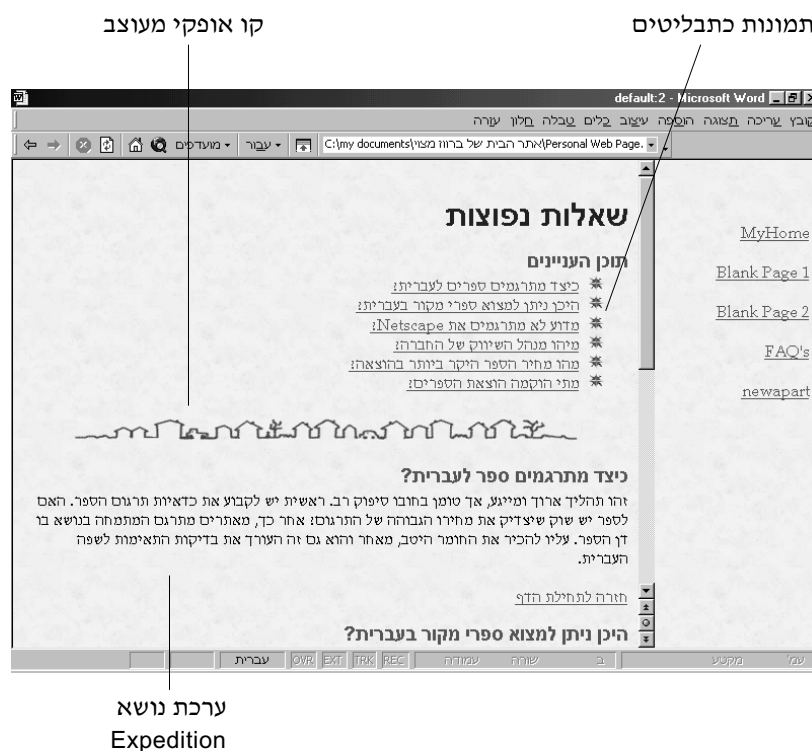 תמונות כתבליטים
קו אופקי מעוצב
default:2 - Microsoft Word
קובץ עריכה תצוגה הוספה עיצוב כלים טבלה חלון עזרה
C:\my documents\אתר הבית של ברווז מצוי\Personal Web Page.
עבור
מועדפים
MyHome
Blank Page 1
Blank Page 2
FAQ's
newapart
שאלות נפוצות
תוכן העניינים
כיצד מתרגמים ספרים לעברית?
היכן ניתן למצוא ספרי מקור בעברית?
מדוע לא מתרגמים את Netscape?
מיהו מנהל השיווק של החברה?
מהו מחיר הספר היקר ביותר בהוצאה?
מתי הוקמה הוצאת הספרים?
כיצד מתרגמים ספר לעברית?
זהו תהליך ארוך ומייגע, אך טומן בחובו סיפוק רב. ראשית יש לקבוע את כדאיות תרגום הספר. האם
לספר יש שוק שיצדיק את מחירו הגבוהה של התרגום? אחר כך, מאתרים מתרגם המתמחה בנושא בו
דן הספר. עליו להכיר את החומר היטב, מאחר והוא גם זה העורך את בדיקות התאימות לשפה
העברית.
חזרה לתחילת הדף
היכן ניתן למצוא ספרי מקור בעברית?
עמ' מקטע ב שורה עמודה REC TRK EXT OVR עברית
ערכת נושא
Expedition